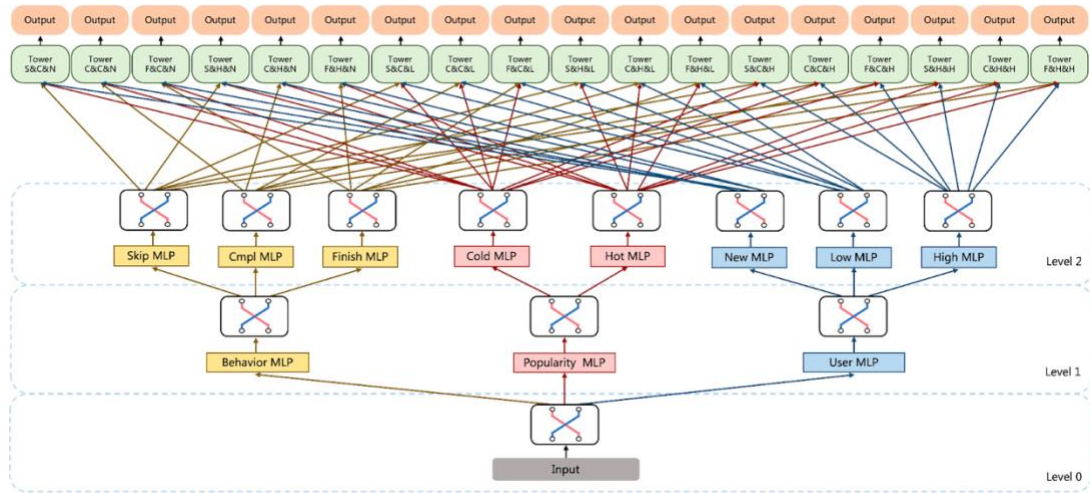 Output Output Output Output Output Output Output Output Output Output Output Output Output Output Output Output Output Output
Tower Tower Tower Tower Tower Tower Tower Tower Tower Tower Tower Tower Tower Tower Tower Tower Tower Tower
S&C&N C&C&N F&C&N S&H&N C&H&N F&H&N S&C&L C&C&L F&C&L S&H&L C&H&L F&H&L S&C&H C&C&H F&C&H S&H&H C&H&H F&H&H
Skip MLP Cmpl MLP Finish MLP Cold MLP Hot MLP New MLP Low MLP High MLP
Level 2
Behavior MLP Popularity MLP User MLP
Level 1
Input
Level 0